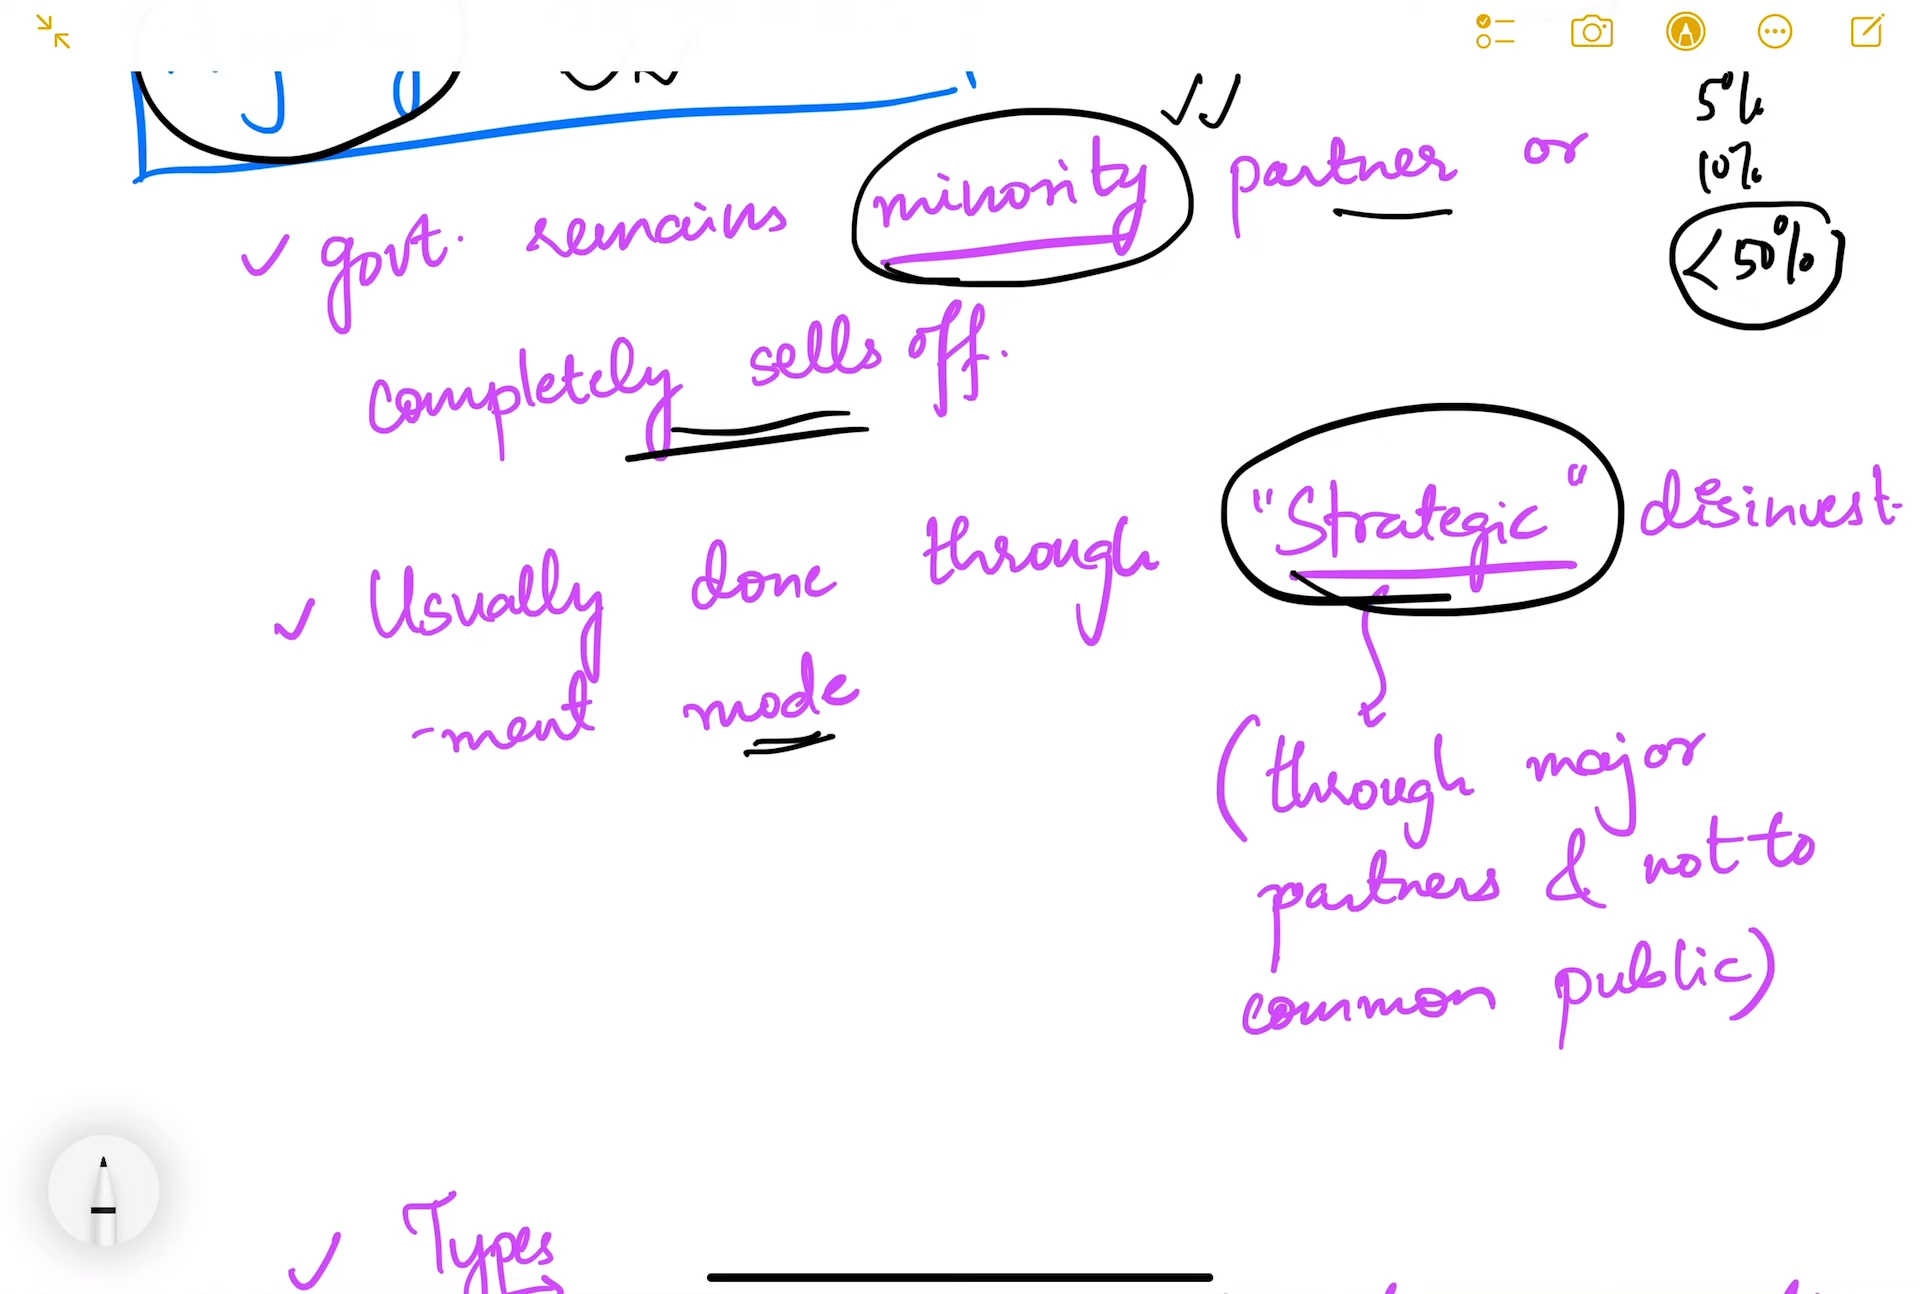 5%
10%
<50%
govt. remains minority partner or
completely sells off.
Usually done through "Strategic" disinvest-
-ment mode
(through major
partners & not to
common public)
Types